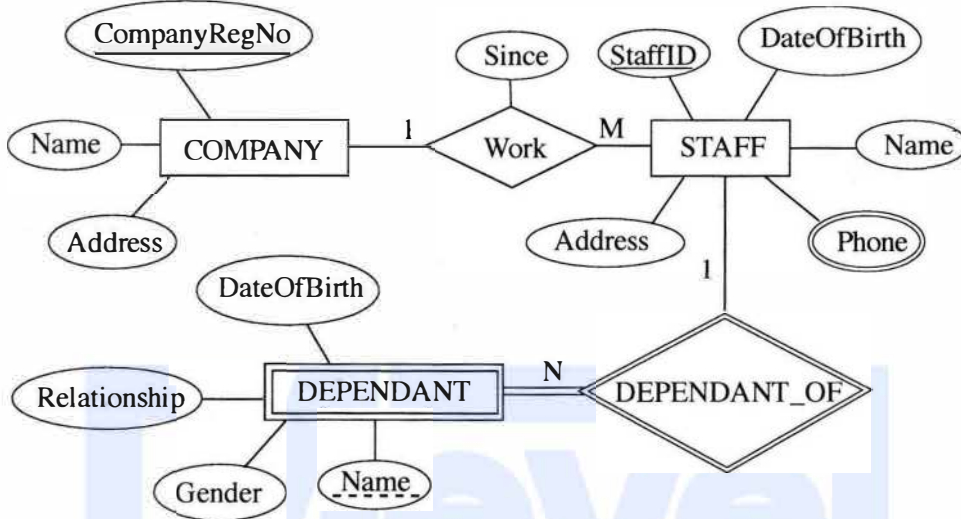 CompanyRegNo
Since
StaffID
DateOfBirth
Name
COMPANY
1
Work
M
STAFF
Name
Address
Address
Phone
DateOfBirth
1
Relationship
DEPENDANT
N
DEPENDANT_OF
Gender
Name